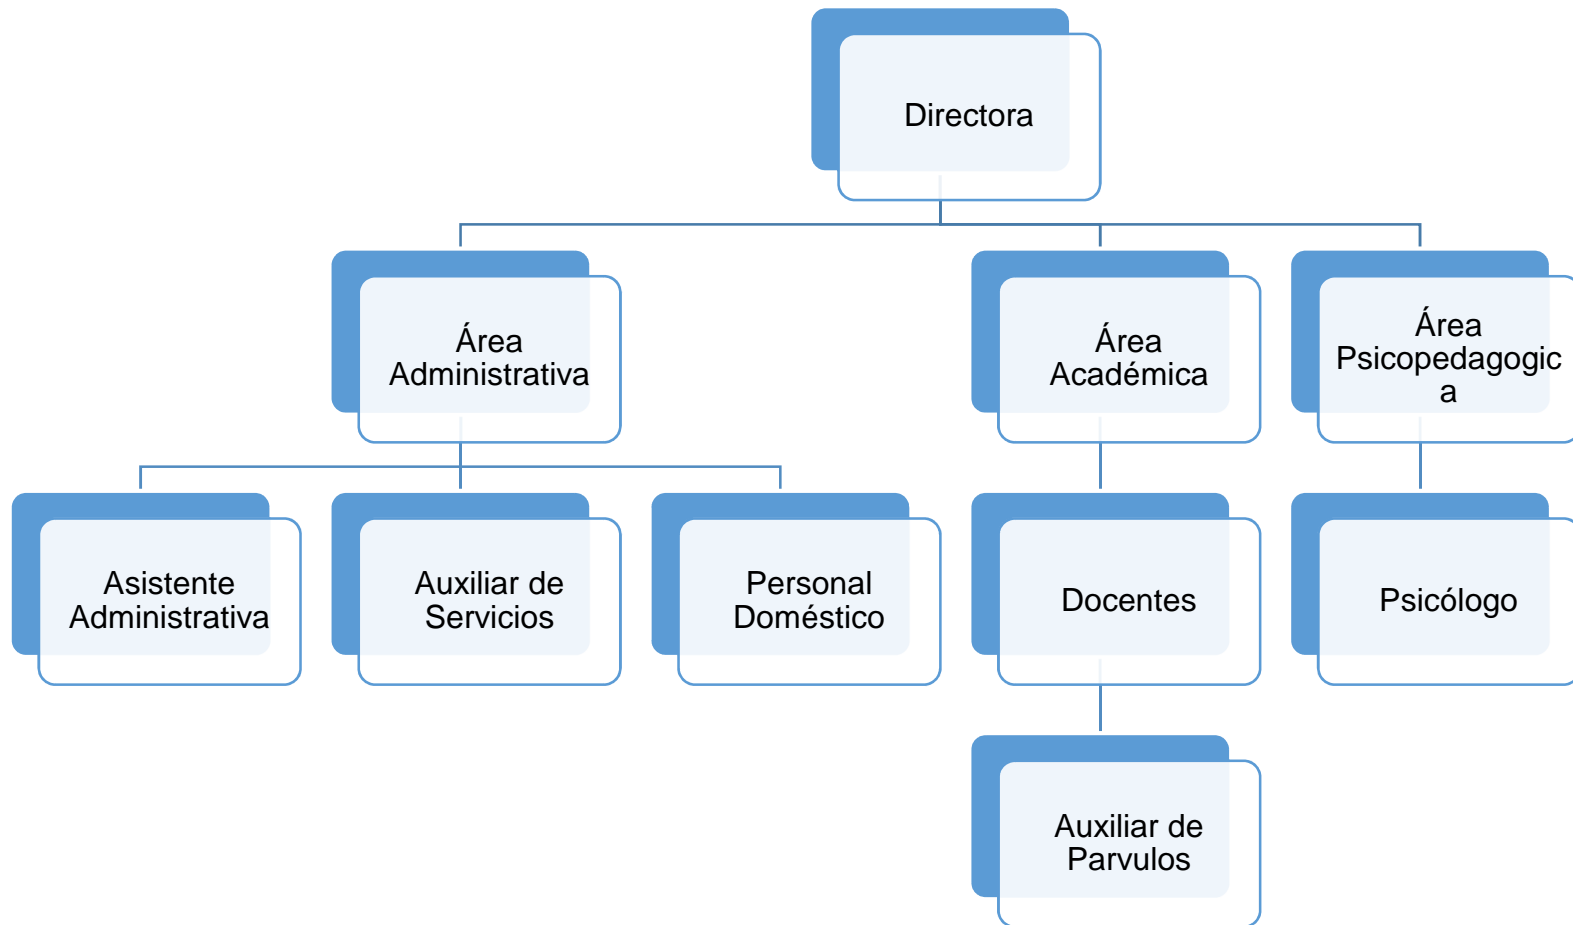 Directora
Área
Administrativa
Área
Académica
Área
Psicopedagogic
a
Asistente
Administrativa
Auxiliar de
Servicios
Personal
Doméstico
Docentes
Psicólogo
Auxiliar de
Parvulos